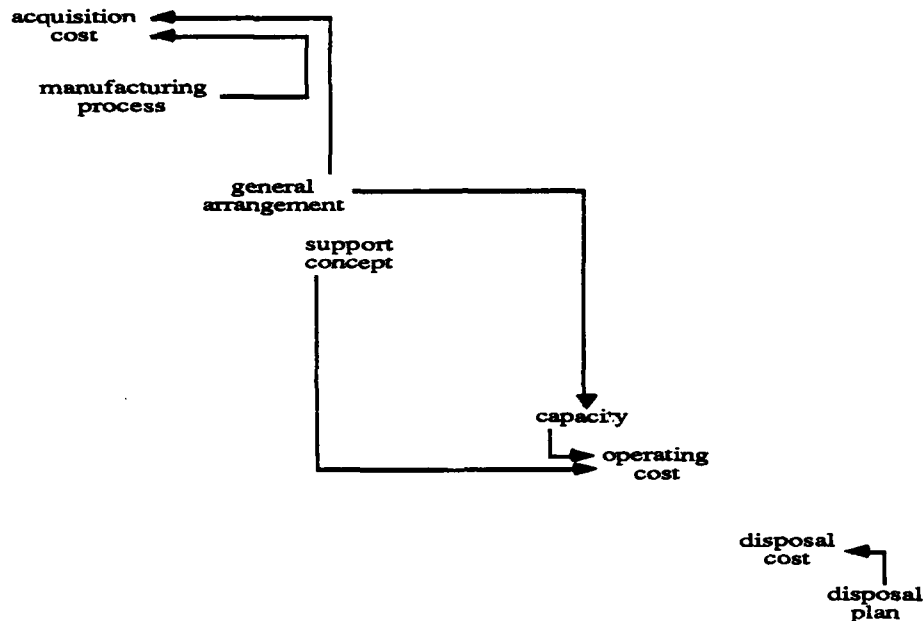 acquisition
cost
manufacturing
process
general
arrangement
support
concept
capacity
operating
cost
disposal
cost
disposal
plan